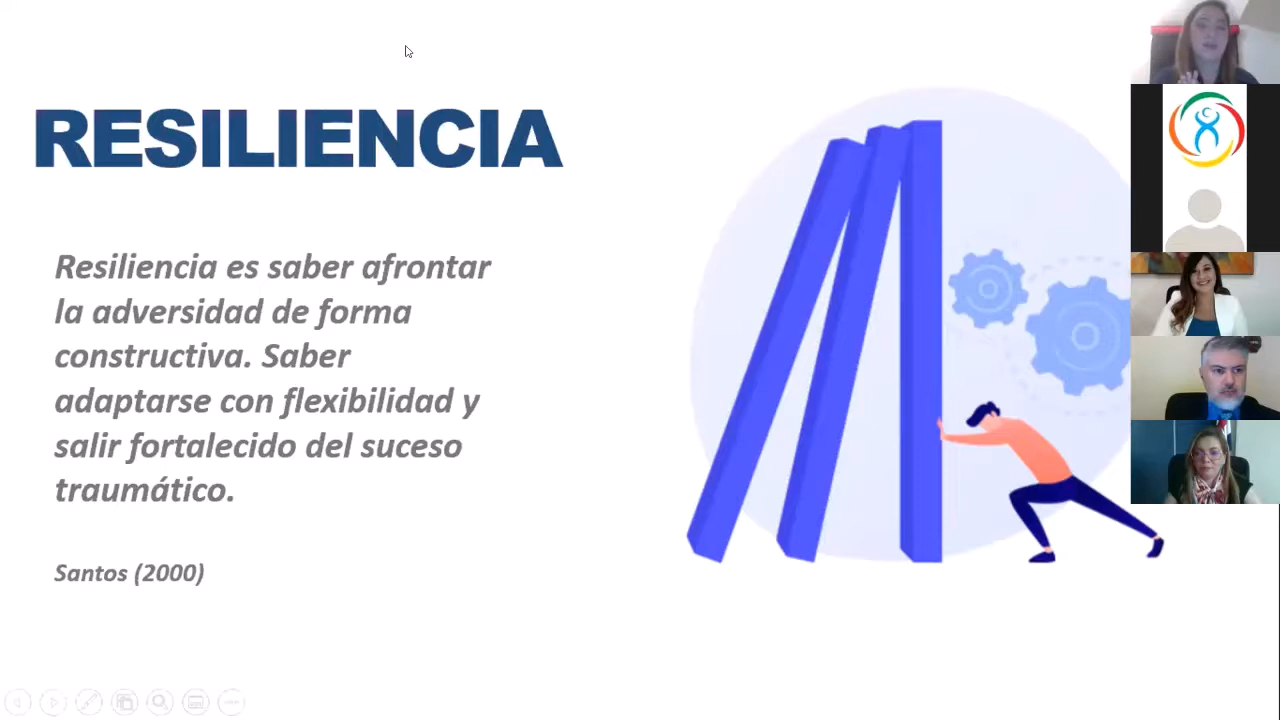 RESILIENCIA
Resiliencia es saber afrontar
la adversidad de forma
constructiva. Saber
adaptarse con flexibilidad y
salir fortalecido del suceso
traumático.
Santos (2000)